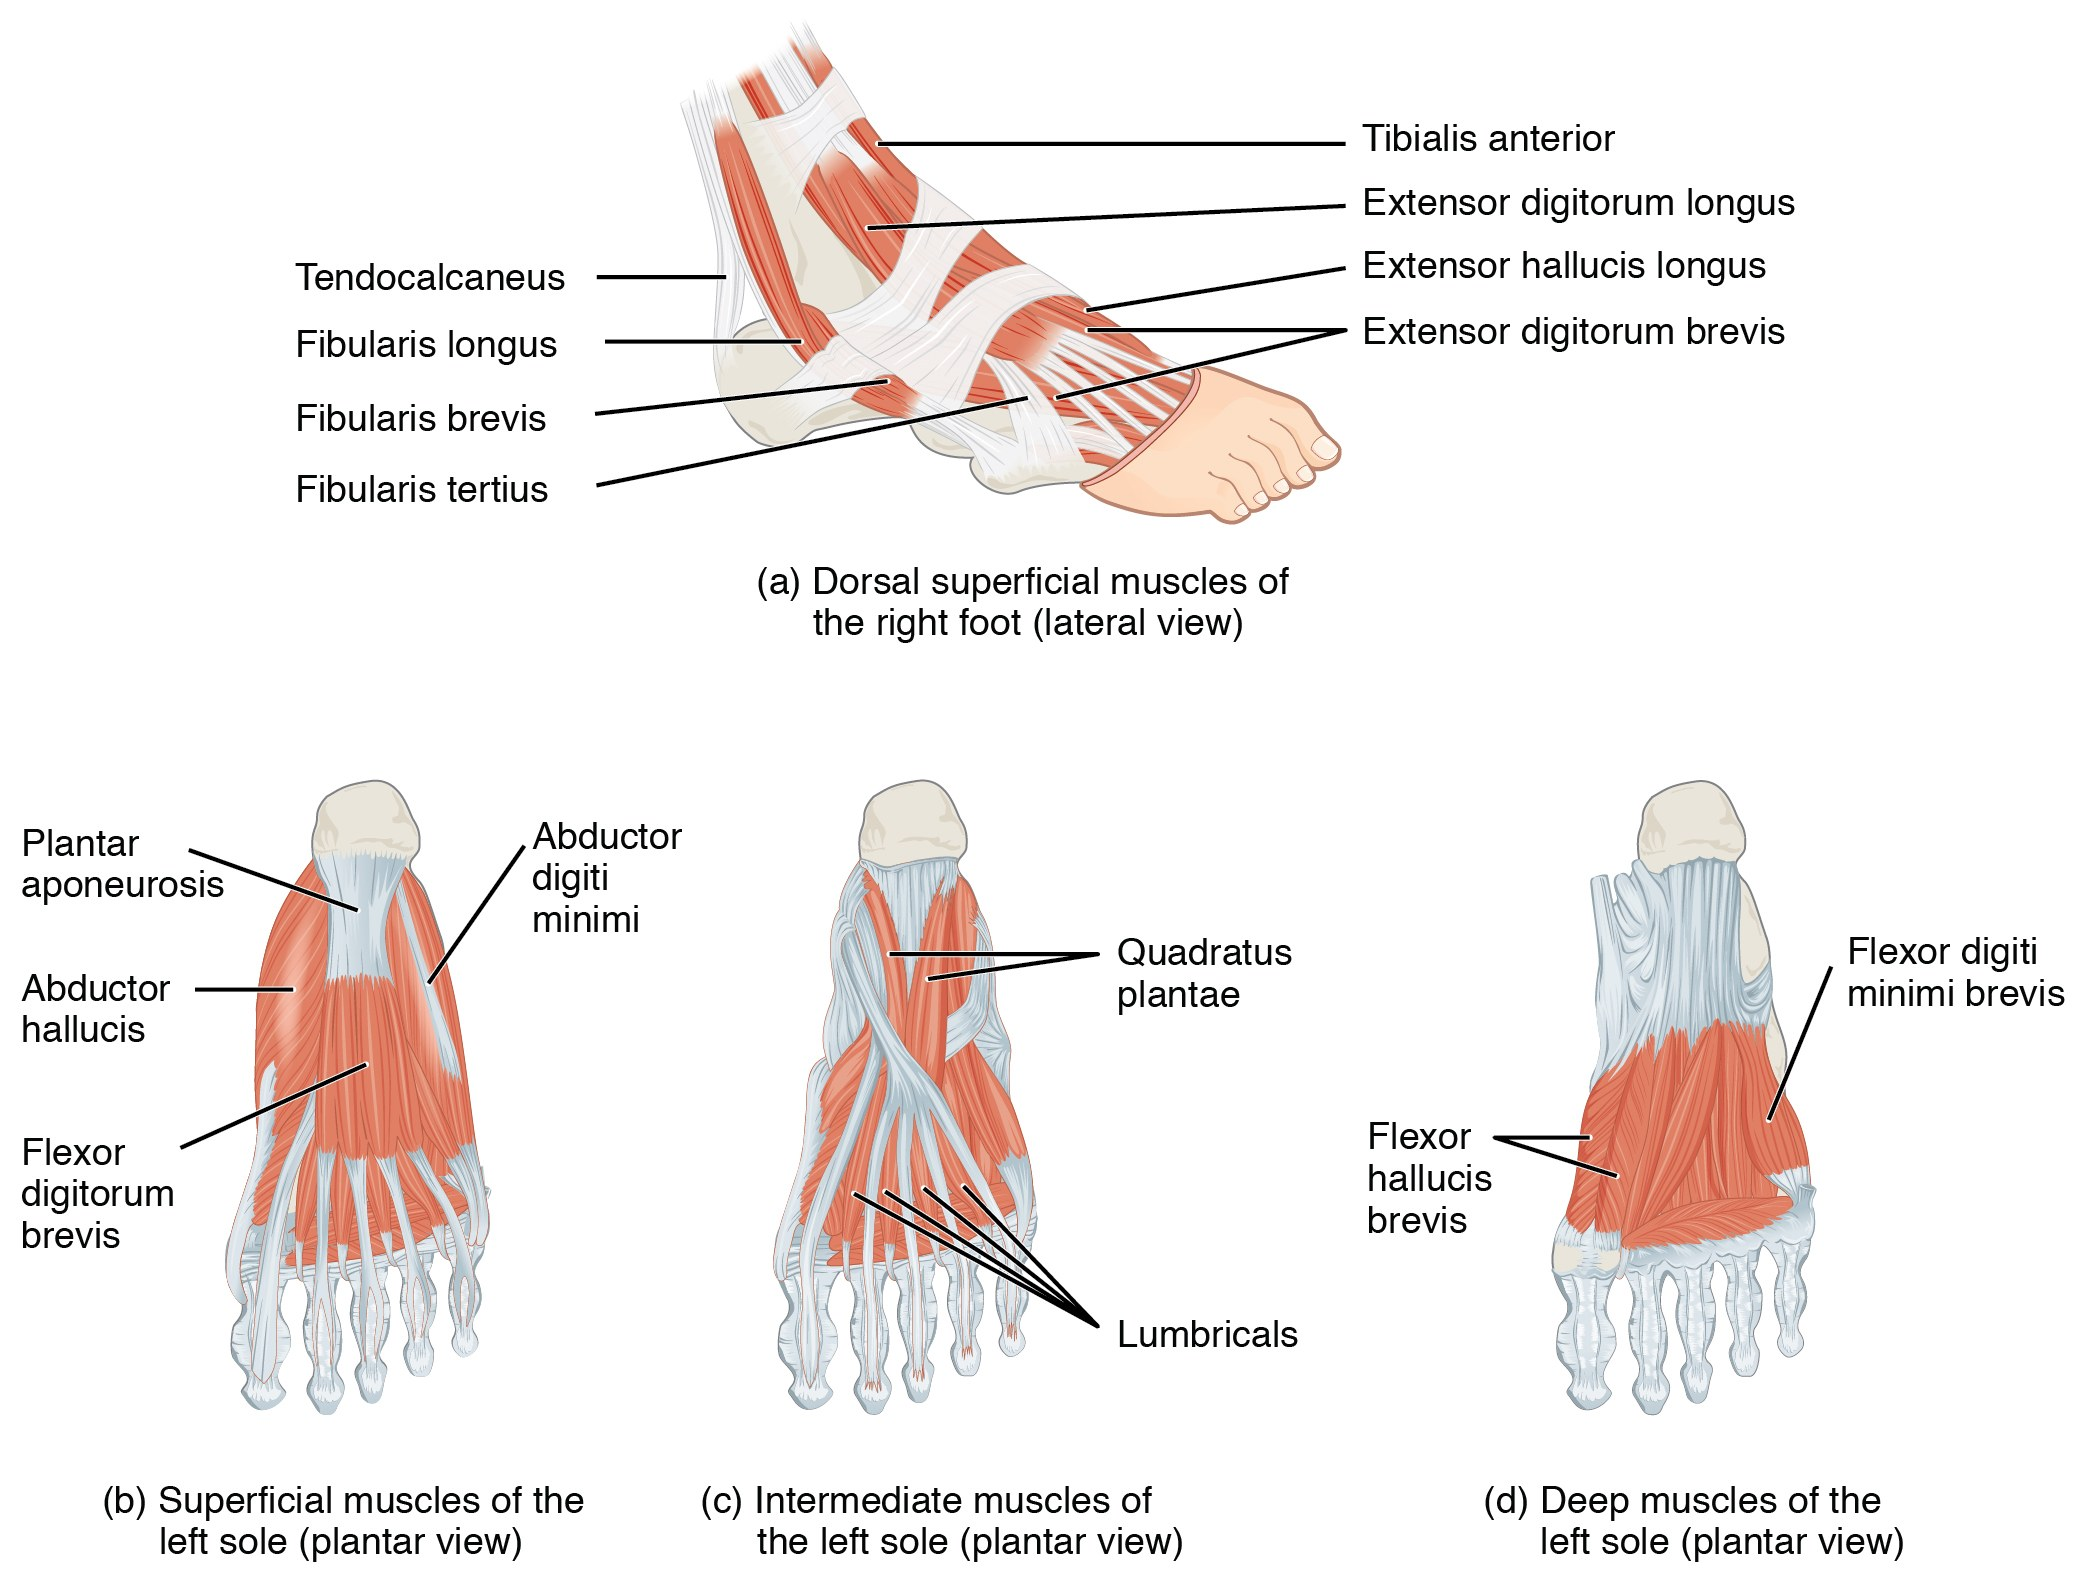 Tibialis anterior
Extensor digitorum longus
Extensor hallucis longus
Extensor digitorum brevis
Tendocalcaneus
Fibularis longus
Fibularis brevis
Fibularis tertius
(a) Dorsal superficial muscles of
the right foot (lateral view)
Plantar
aponeurosis
Abductor
hallucis
Flexor
digitorum
brevis
Abductor
digiti
minimi
(b) Superficial muscles of the
left sole (plantar view)
Quadratus
plantae
Lumbricals
(c) Intermediate muscles of
the left sole (plantar view)
Flexor digiti
minimi brevis
Flexor
hallucis
brevis
(d) Deep muscles of the
left sole (plantar view)